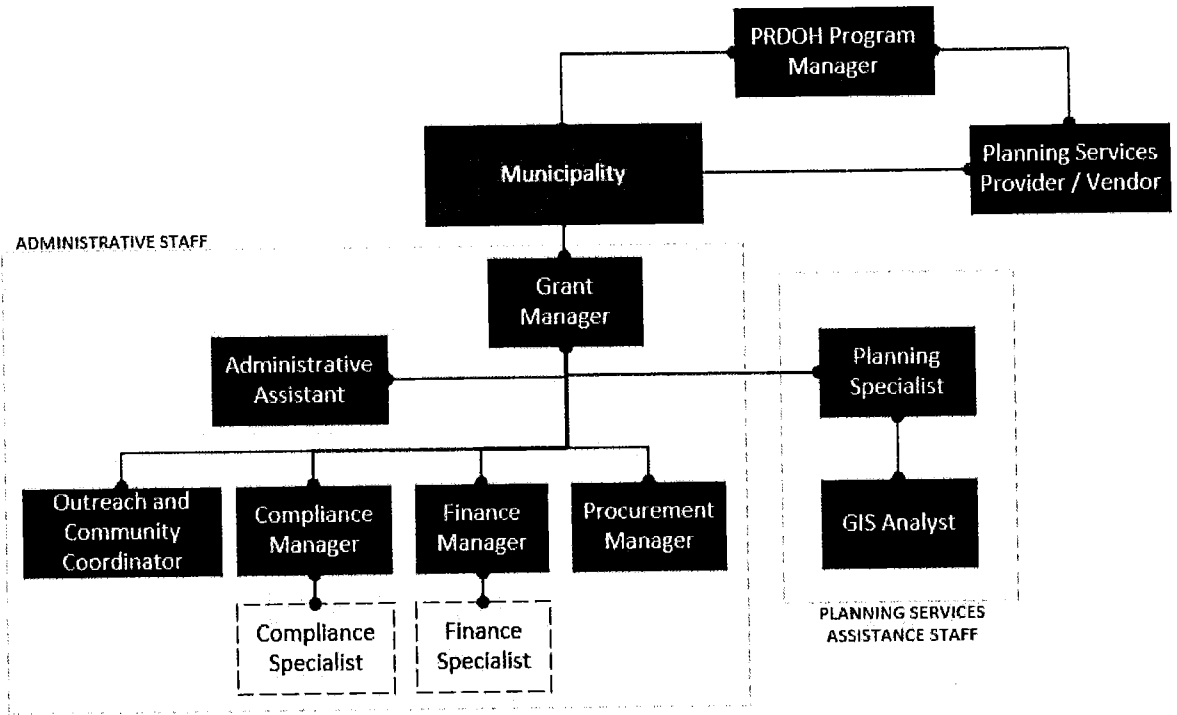 PRDOH Program
Manager
Municipality
Planning Services
Provider / Vendor
ADMINISTRATIVE STAFF
Grant
Manager
Administrative
Assistant
Planning
Specialist
Outreach and
Community
Coordinator
Compliance
Manager
Finance
Manager
Procurement
Manager
GIS Analyst
Compliance
Specialist
Finance
Specialist
PLANNING SERVICES
ASSISTANCE STAFF